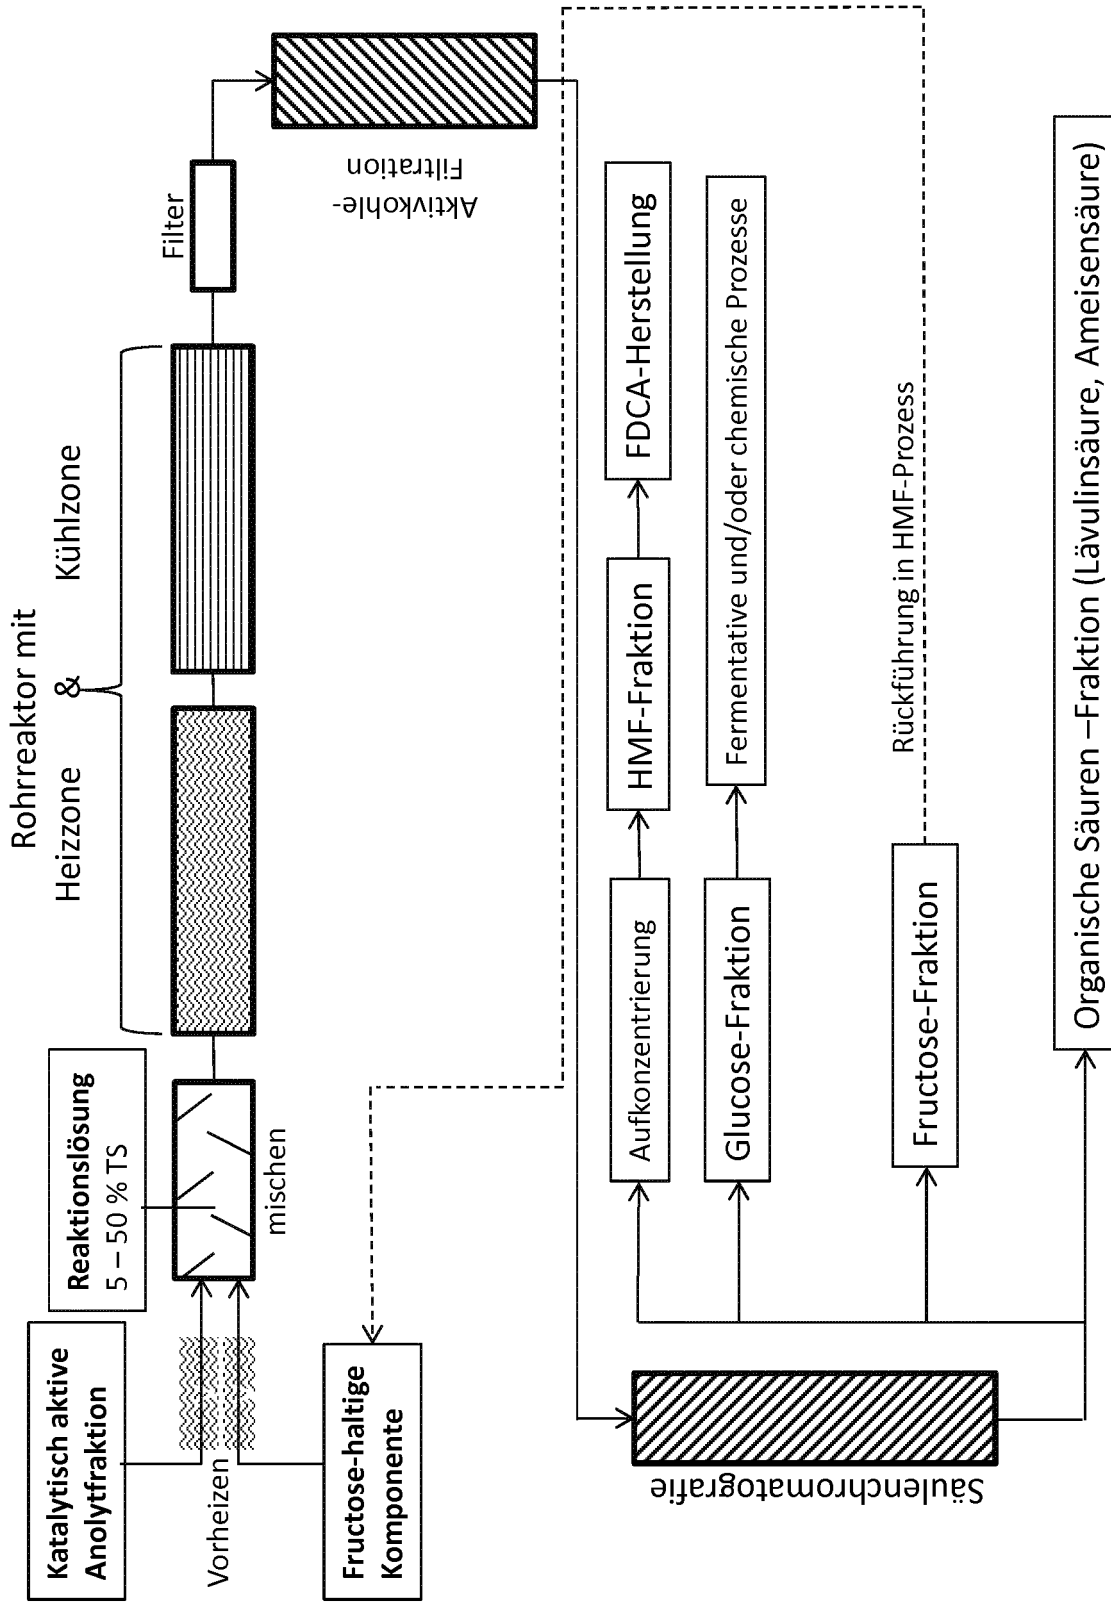 Katalytisch aktive
Anolytfraktion
Reaktionslösung
5 – 50 % TS
Rohrreaktor mit
Heizzone
&
Kühlzone
Filter
Vorheizen
mischen
Fructose-haltige
Komponente
Aktivkohle-
Filtration
Säulenchromatografie
Aufkonzentrierung
HMF-Fraktion
FDCA-Herstellung
Glucose-Fraktion
Fermentative und/oder chemische Prozesse
Fructose-Fraktion
Rückführung in HMF-Prozess
Organische Säuren –Fraktion (Lävulinsäure, Ameisensäure)